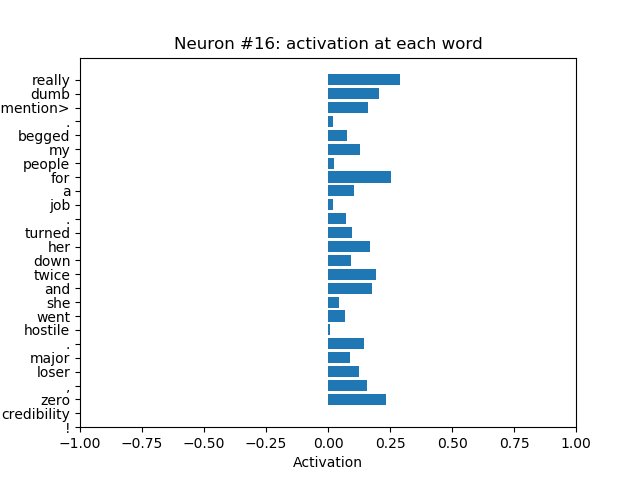 Neuron #16: activation at each word
really
dumb
mention>
.
begged
my
people
for
a
job
.
turned
her
down
twice
and
she
went
hostile
.
major
loser
,
zero
credibility
!
−1.00 −0.75 −0.50 −0.25 0.00 0.25 0.50 0.75 1.00
Activation